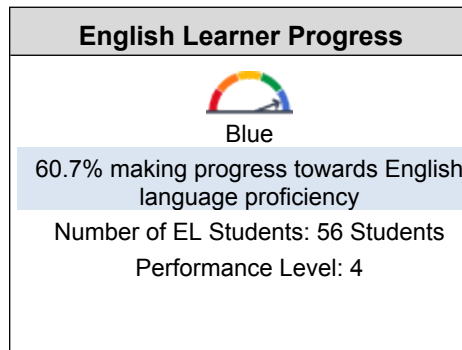 English Learner Progress
Blue
60.7% making progress towards English
language proficiency
Number of EL Students: 56 Students
Performance Level: 4